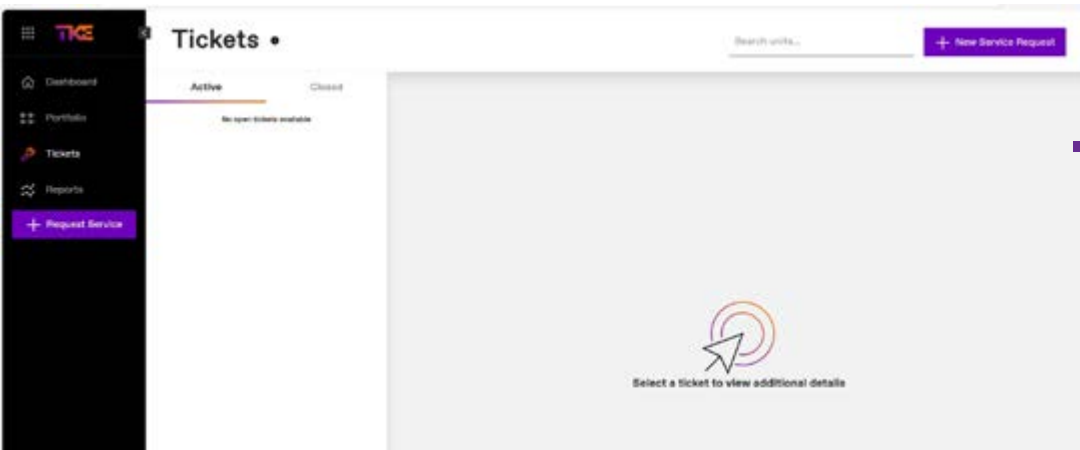 TKE
Tickets •
Search units...
+ New Service Request
Dashboard
Portfolio
Tickets
Reports
+ Request Service
Active
Closed
No open tickets available
Select a ticket to view additional details